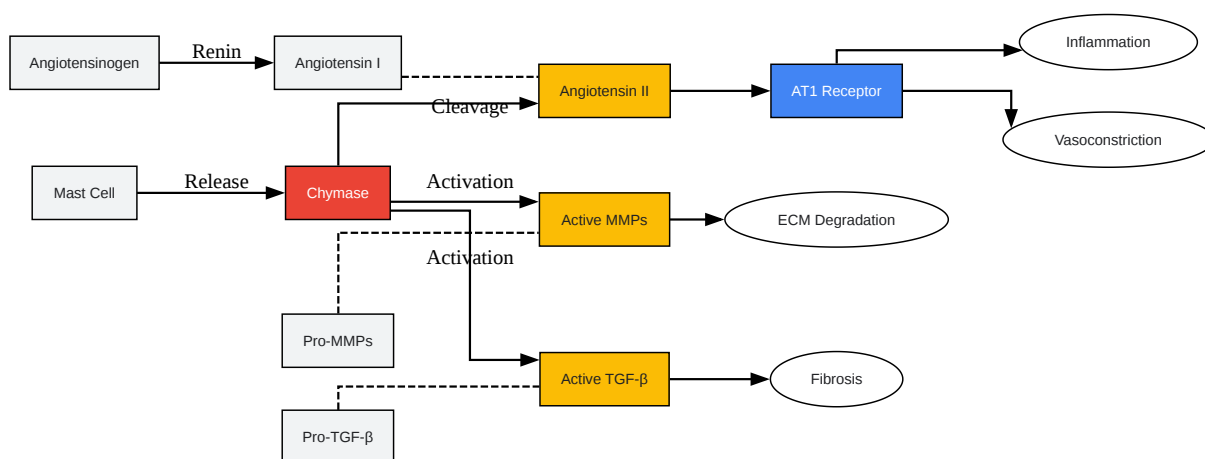 Angiotensinogen
Renin
Angiotensin I
Cleavage
Angiotensin II
AT1 Receptor
Inflammation
Vasoconstriction
Mast Cell
Release
Chymase
Activation
Active MMPs
ECM Degradation
Activation
Pro-MMPs
Active TGF-β
Fibrosis
Pro-TGF-β